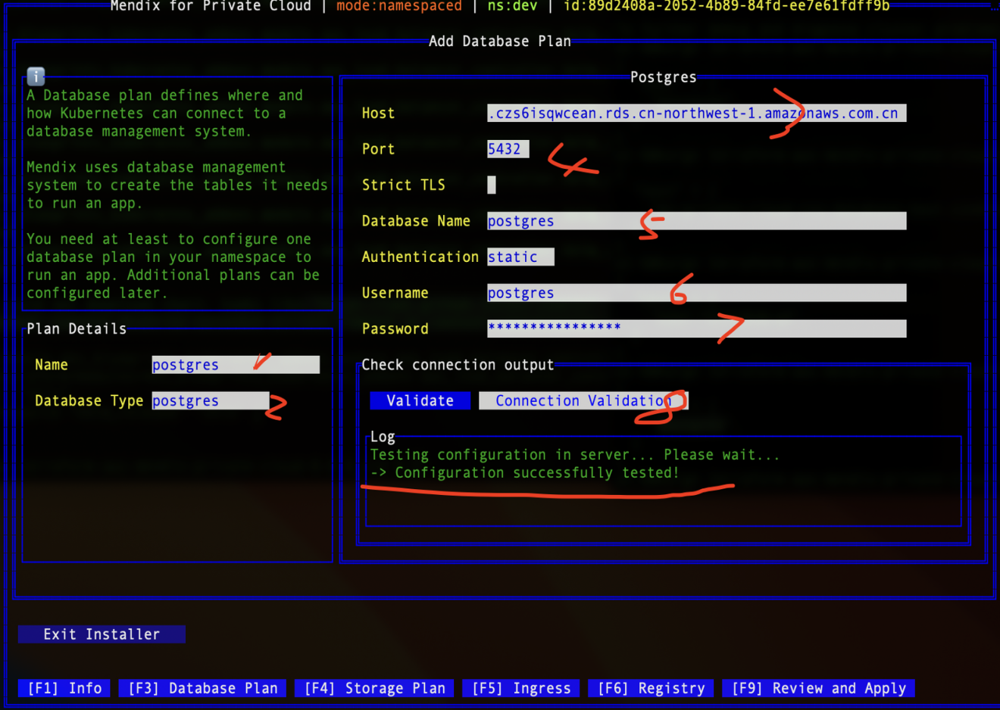 Mendix for Private Cloud | mode:namespaced | ns:dev | id:89d2408a-2052-4b89-84fd-ee7e61fdff9b
Add Database Plan
i
A Database plan defines where and
how Kubernetes can connect to a
database management system.
Mendix uses database management
system to create the tables it needs
to run an app.
You need at least to configure one
database plan in your namespace to
run an app. Additional plans can be
configured later.
Plan Details
Name postgres 1
Database Type postgres 2
Postgres
Host .czs6isqwcean.rds.cn-northwest-1.amazonaws.com.cn 3
Port 5432 4
Strict TLS
Database Name postgres 5
Authentication static
Username postgres 6
Password **************** 7
Check connection output
Validate Connection Validation 8
Log
Testing configuration in server... Please wait...
-> Configuration successfully tested!
Exit Installer
[F1] Info [F3] Database Plan [F4] Storage Plan [F5] Ingress [F6] Registry [F9] Review and Apply